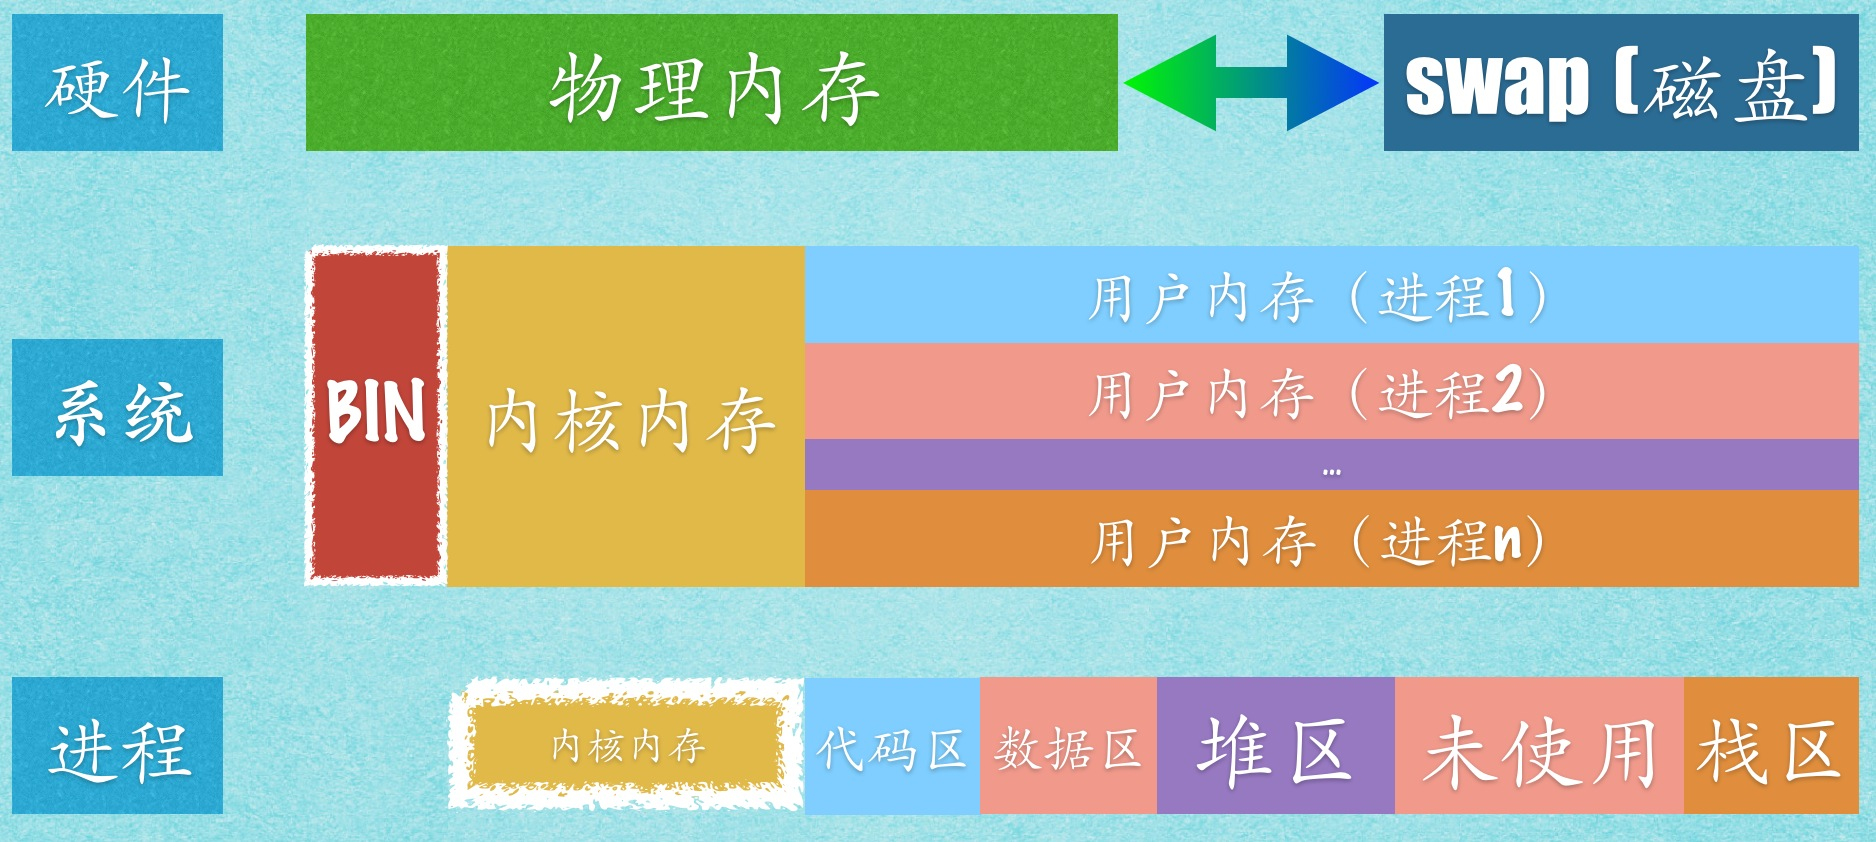 硬件
物理内存
swap (磁盘)
系统
BIN
内核内存
用户内存（进程1）
用户内存（进程2）
...
用户内存（进程n）
进程
内核内存
代码区
数据区
堆区
未使用
栈区